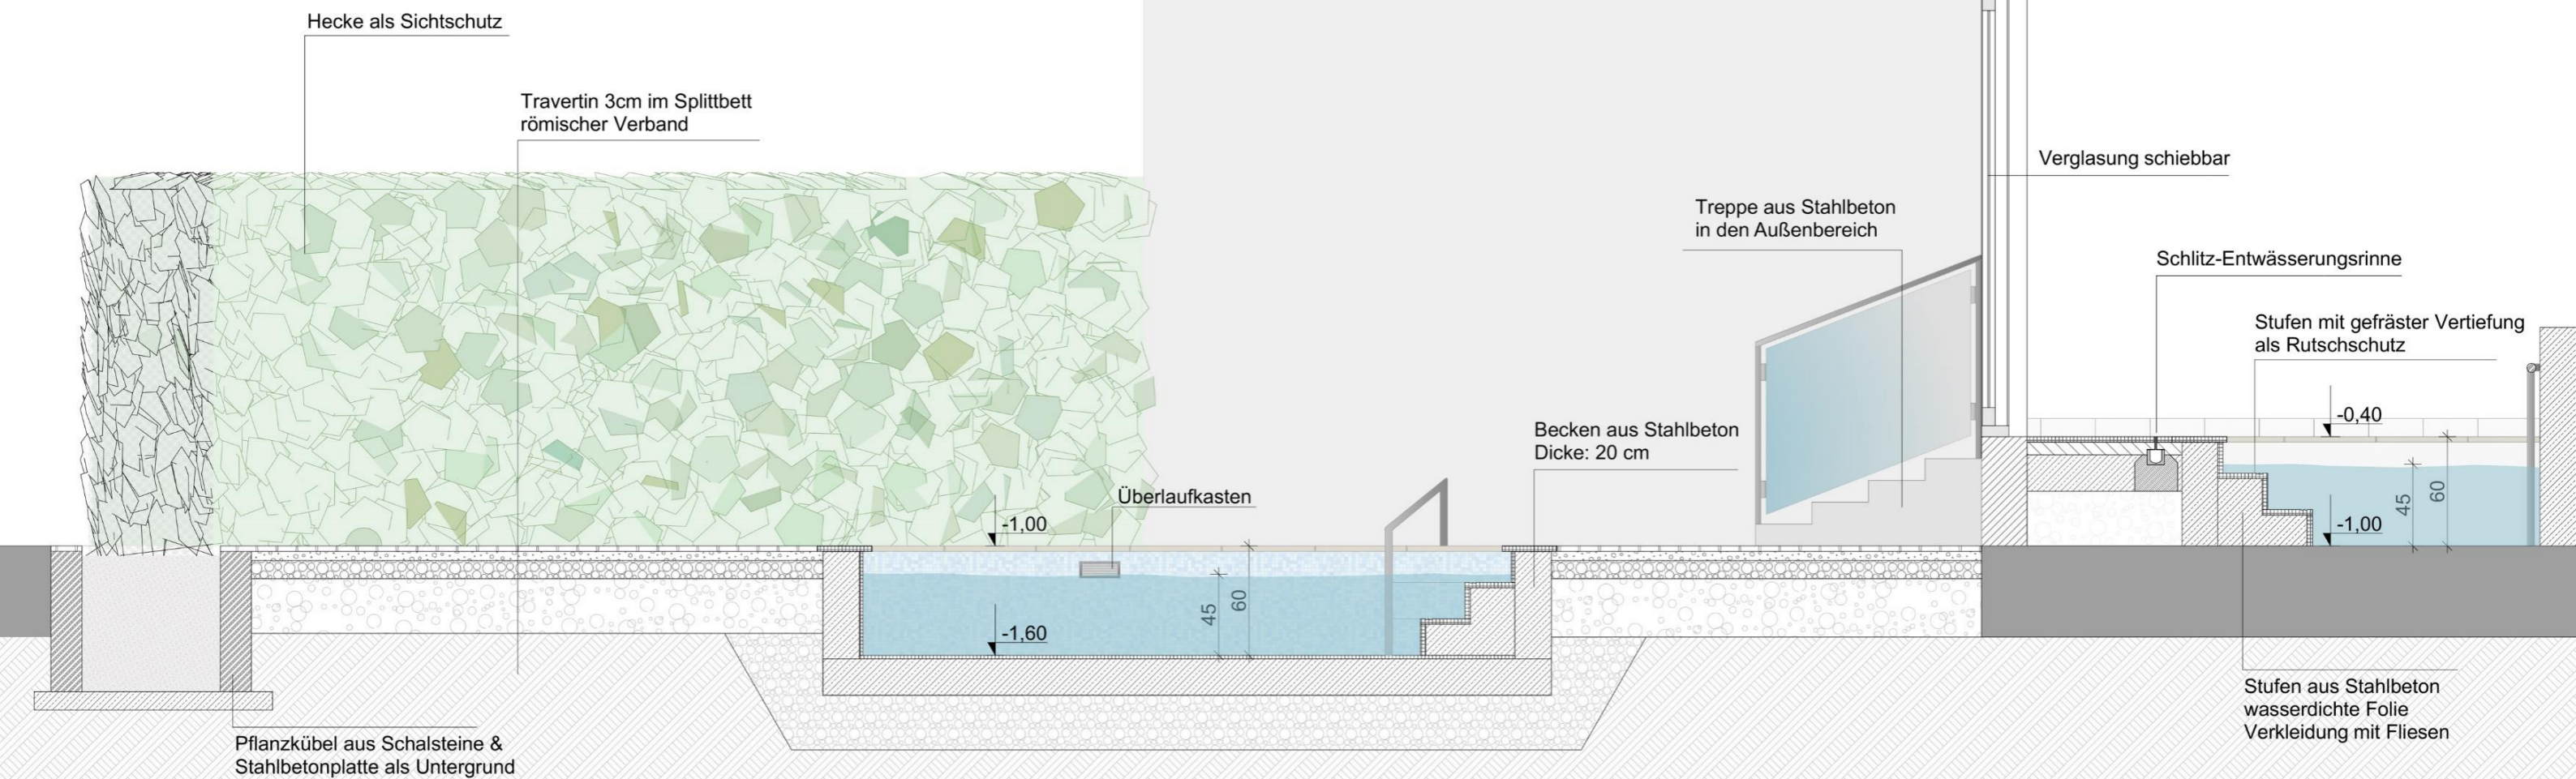 Hecke als Sichtschutz
Travertin 3cm im Splittbett
römischer Verband
Verglasung schiebbar
Treppe aus Stahlbeton
in den Außenbereich
Schlitz-Entwässerungsrinne
Stufen mit gefräster Vertiefung
als Rutschschutz
-0,40
Becken aus Stahlbeton
Dicke: 20 cm
Überlaufkasten
-1,00
45
60
-1,00
45
60
-1,60
Stufen aus Stahlbeton
wasserdichte Folie
Verkleidung mit Fliesen
Pflanzkübel aus Schalsteine &
Stahlbetonplatte als Untergrund